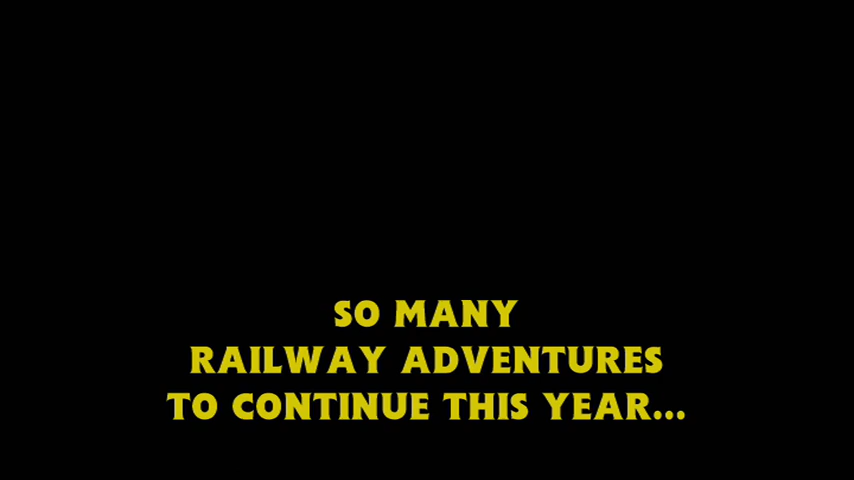 SO MANY
RAILWAY ADVENTURES
TO CONTINUE THIS YEAR...